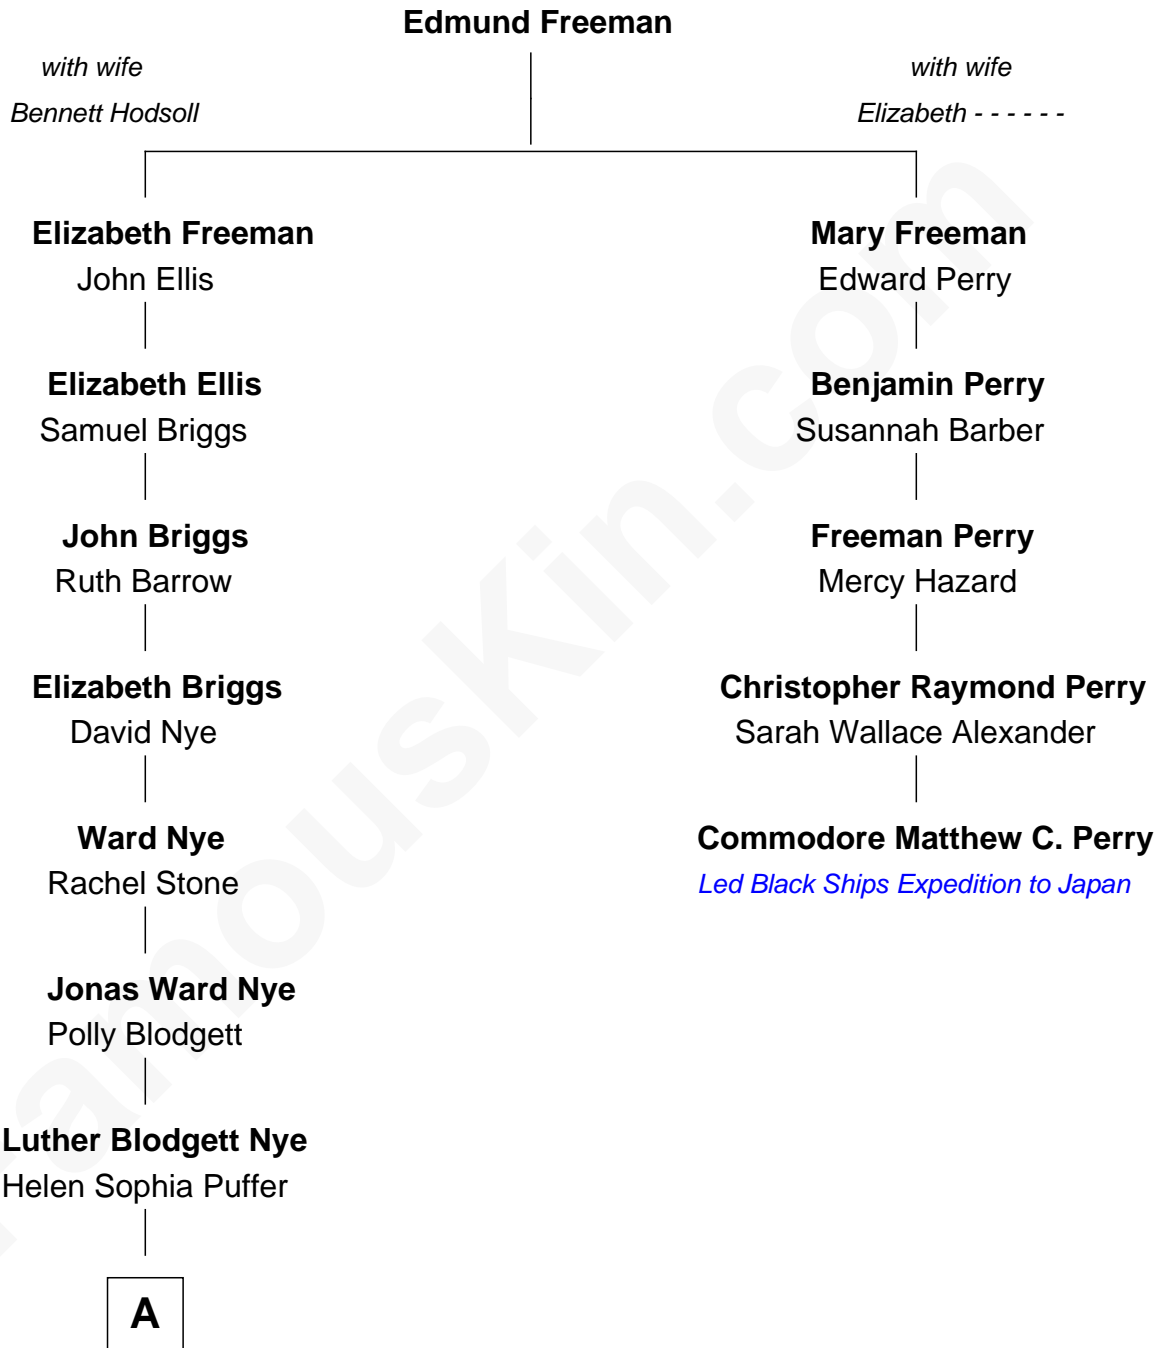 Edmund Freeman
with wife
Bennett Hodsoll
with wife
Elizabeth - - - - - -
Elizabeth Freeman
John Ellis
Mary Freeman
Edward Perry
Elizabeth Ellis
Samuel Briggs
Benjamin Perry
Susannah Barber
John Briggs
Ruth Barrow
Freeman Perry
Mercy Hazard
Elizabeth Briggs
David Nye
Christopher Raymond Perry
Sarah Wallace Alexander
Ward Nye
Rachel Stone
Commodore Matthew C. Perry
Led Black Ships Expedition to Japan
Jonas Ward Nye
Polly Blodgett
Luther Blodgett Nye
Helen Sophia Puffer
A
FamousKin.com